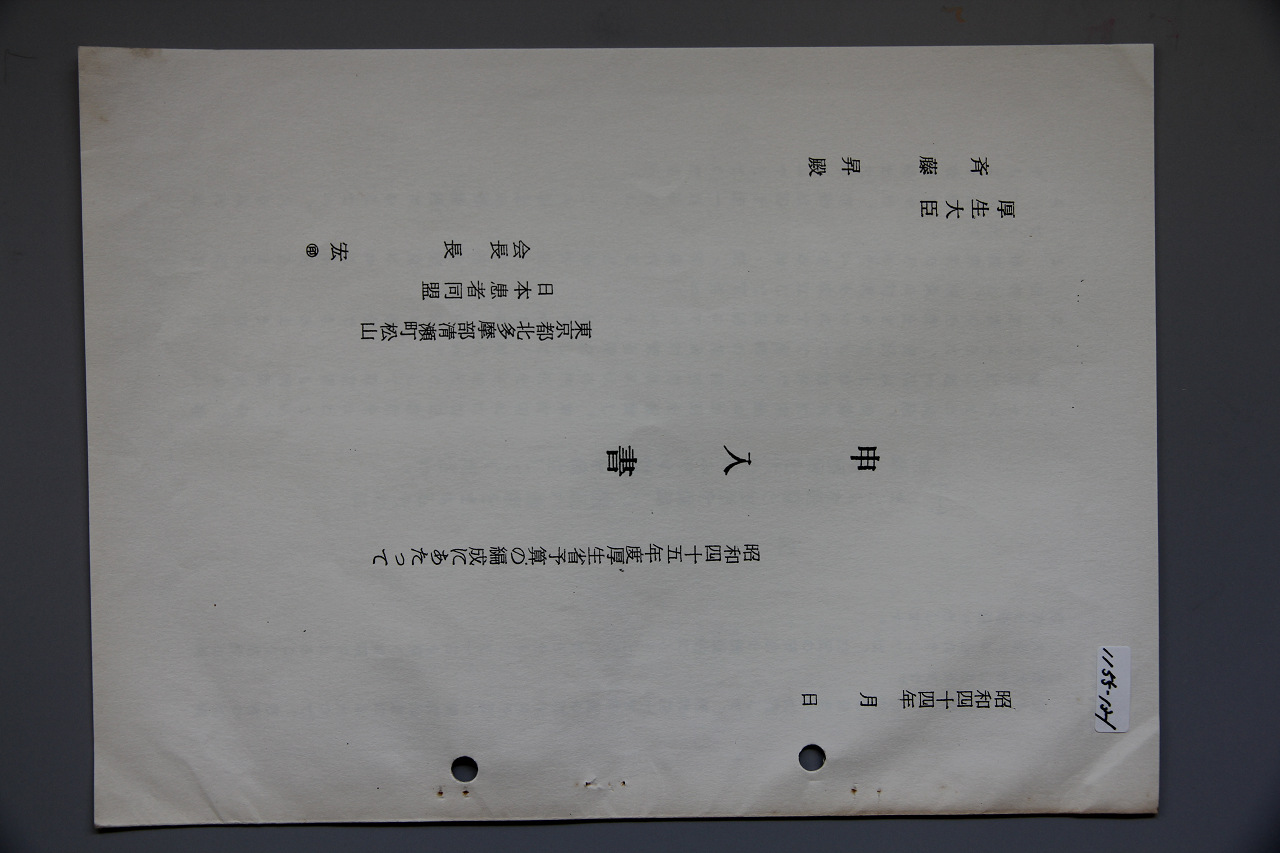 昭和四十四年　月　日
昭和四十五年度厚生省予算の編成にあたって
申入書
東京都北多摩部清瀬町松山
日本患者同盟
会長　長　宏　㊞
厚生大臣
斉藤　昇　殿